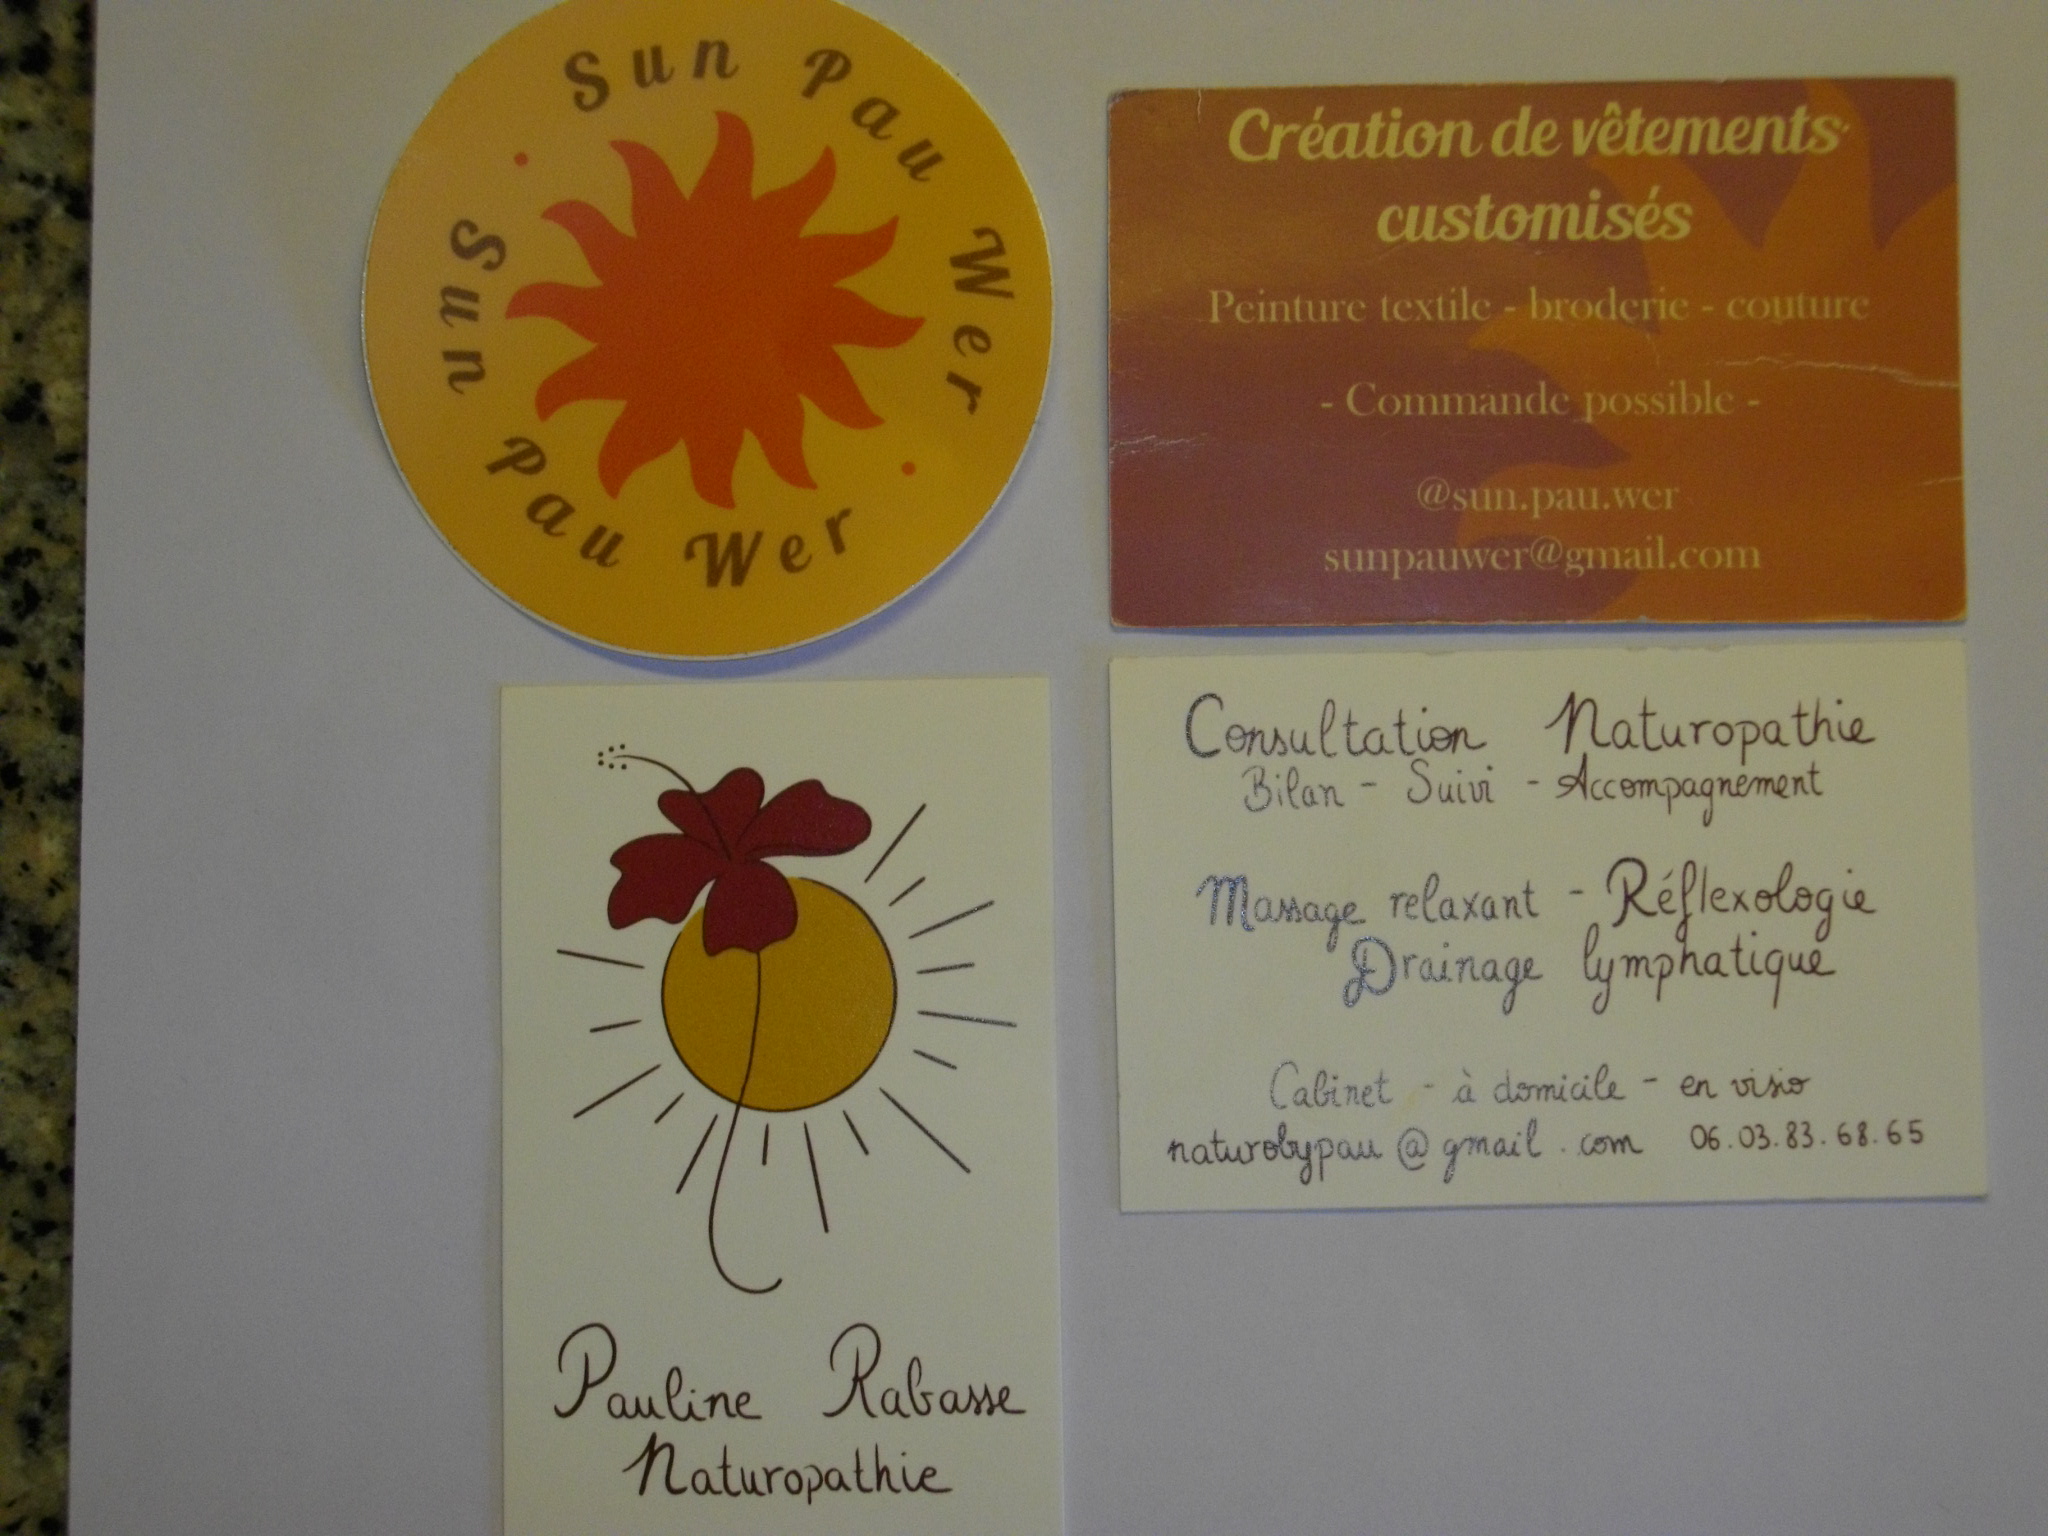 Sun Pau Wer
Sun Pau Wer
Création de vêtements
customisés
Peinture textile - broderie - couture
- Commande possible -
@sun.pau.wer
sunpauwer@gmail.com
Pauline Rabasse
Naturopathie
Consultation Naturopathie
Bilan - Suivi - Accompagnement
Massage relaxant - Réflexologie
Drainage lymphatique
Cabinet - à domicile - en visio
naturobypau@gmail.com 06.03.83.68.65